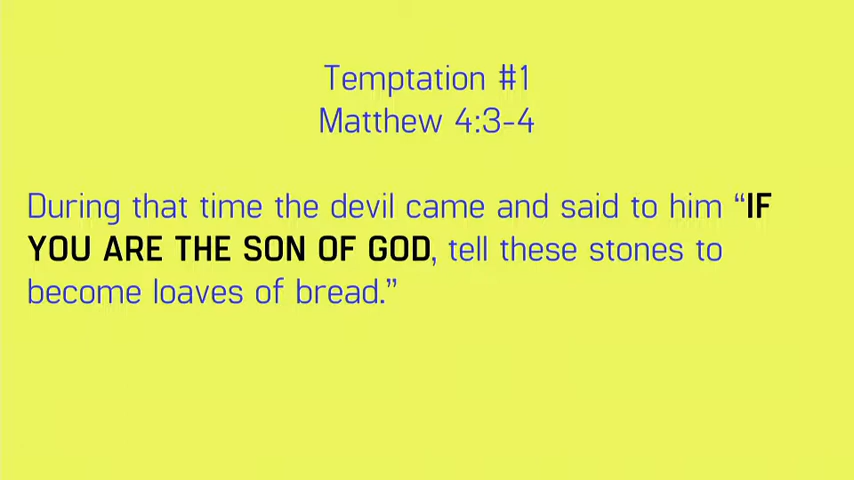 Temptation #1
Matthew 4:3-4
During that time the devil came and said to him “IF
YOU ARE THE SON OF GOD, tell these stones to
become loaves of bread.”